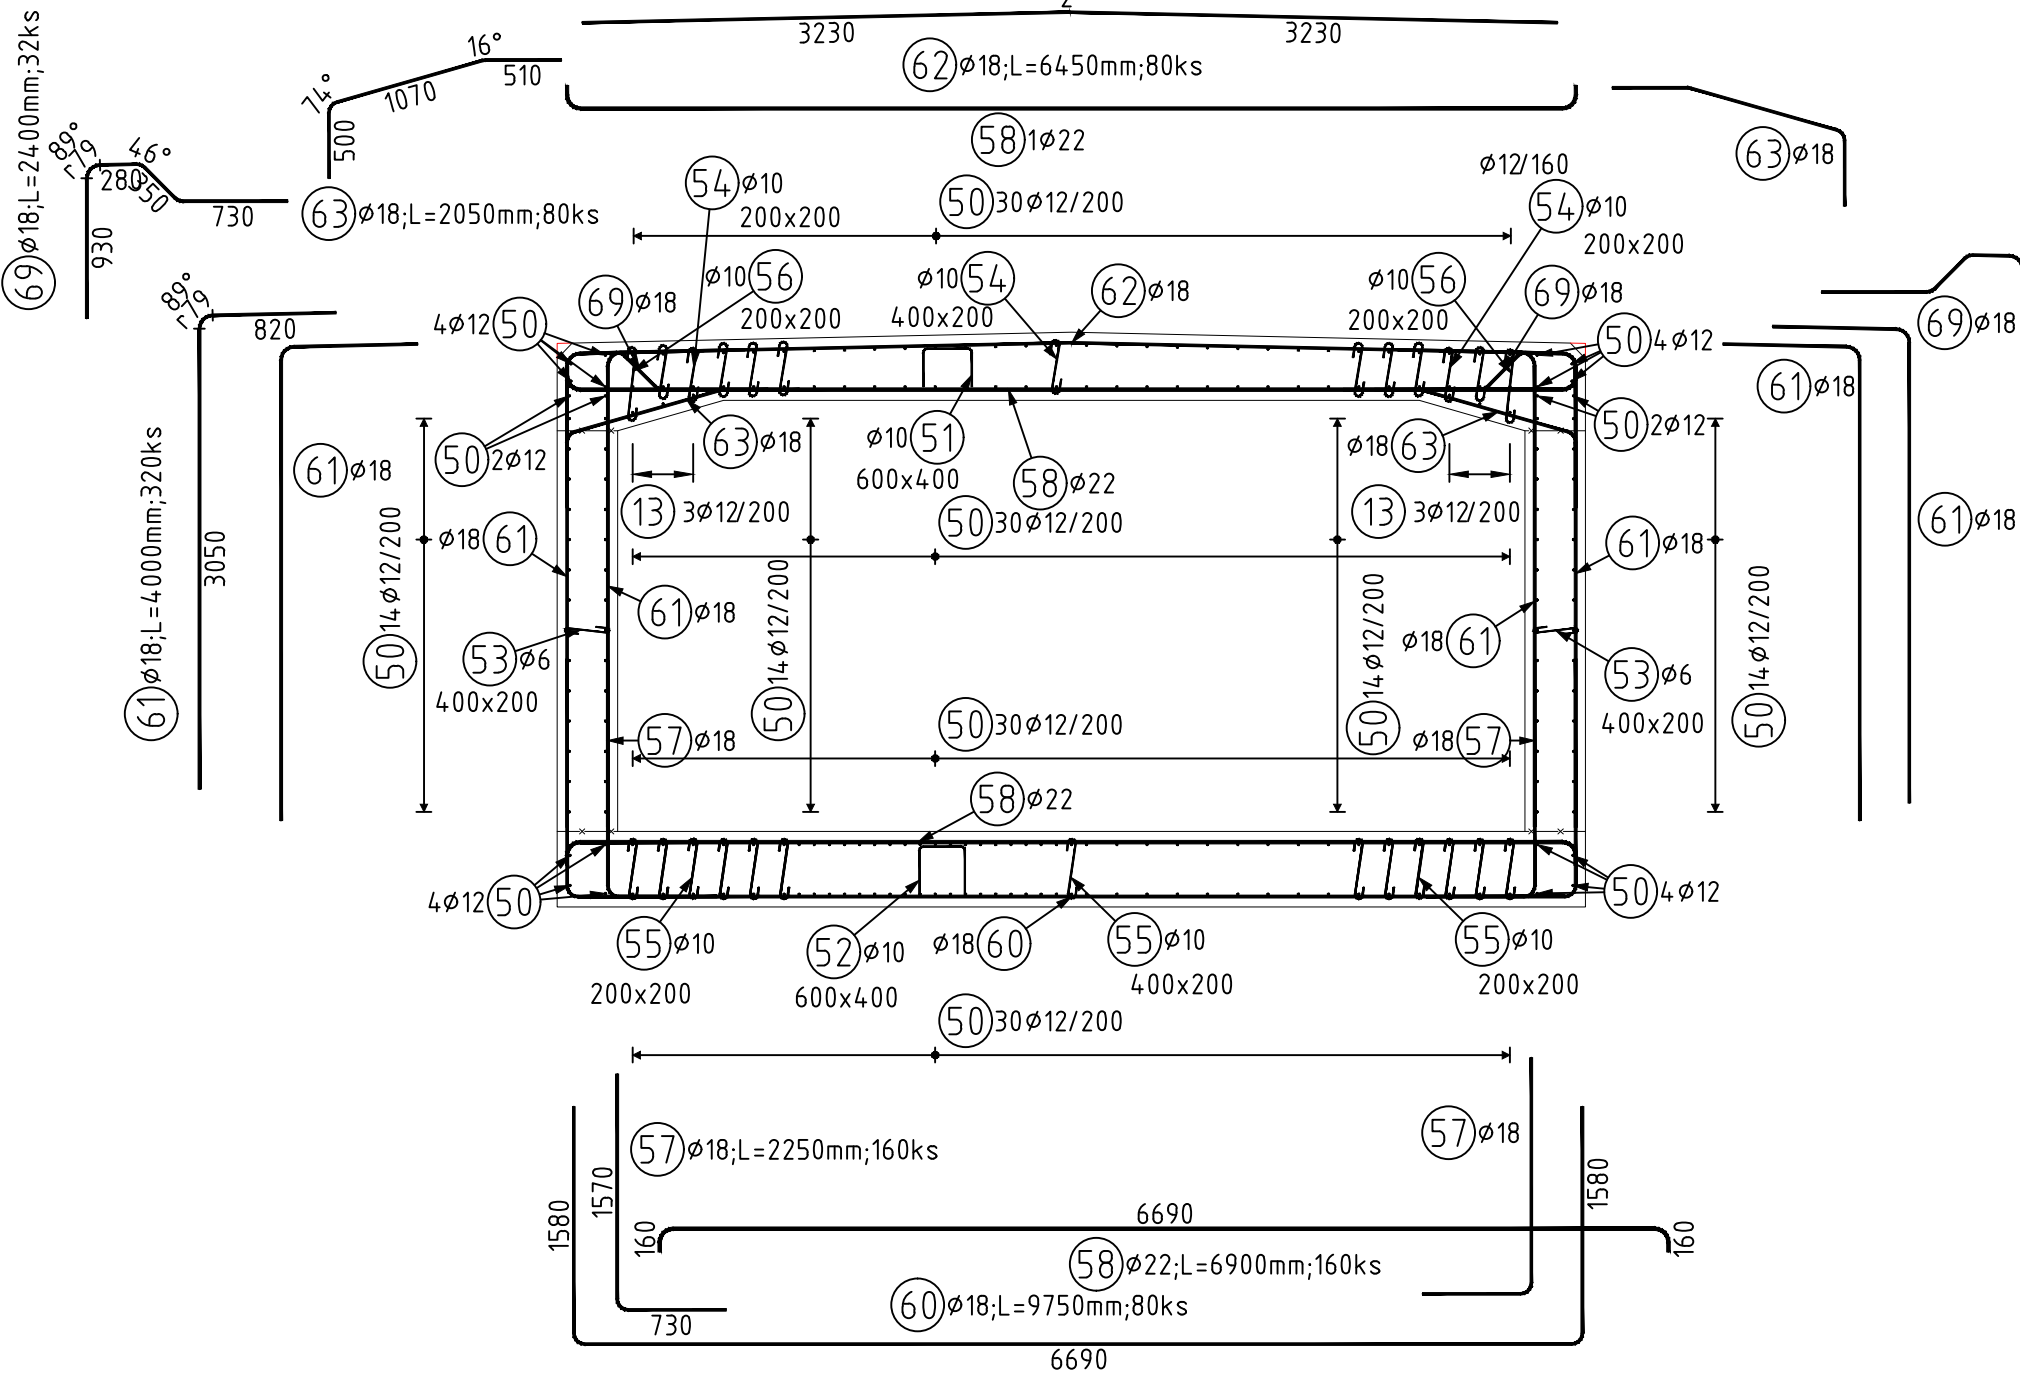 2
3230
3230
62 ø18;L=6450mm;80ks
16°
510
74°
1070
500
69 ø18;L=2400mm;32ks
89°
r79
46°
280
350
730
930
63 ø18;L=2050mm;80ks
58 1ø22
63 ø18
54 ø10
200x200
50 30ø12/200
ø12/160
54 ø10
200x200
89°
r79
820
69 ø18
ø10 56
200x200
ø10 54
400x200
62 ø18
ø10 56
200x200
69 ø18
69 ø18
4ø12 50
50 4ø12
61 ø18
61 ø18;L=4000mm;320ks
3050
61 ø18
50 2ø12
63 ø18
ø10 51
600x400
58 ø22
ø18 63
50 2ø12
13 3ø12/200
50 30ø12/200
13 3ø12/200
61 ø18
50 14ø12/200
ø18 61
61 ø18
50 14ø12/200
50 14ø12/200
61 ø18
50 14ø12/200
61 ø18
ø18 61
53 ø6
400x200
53 ø6
400x200
57 ø18
50 30ø12/200
ø18 57
58 ø22
4ø12 50
50 4ø12
55 ø10
200x200
52 ø10
600x400
ø18 60
55 ø10
400x200
55 ø10
200x200
50 30ø12/200
57 ø18;L=2250mm;160ks
57 ø18
1580
1570
160
6690
1580
160
58 ø22;L=6900mm;160ks
60 ø18;L=9750mm;80ks
730
6690